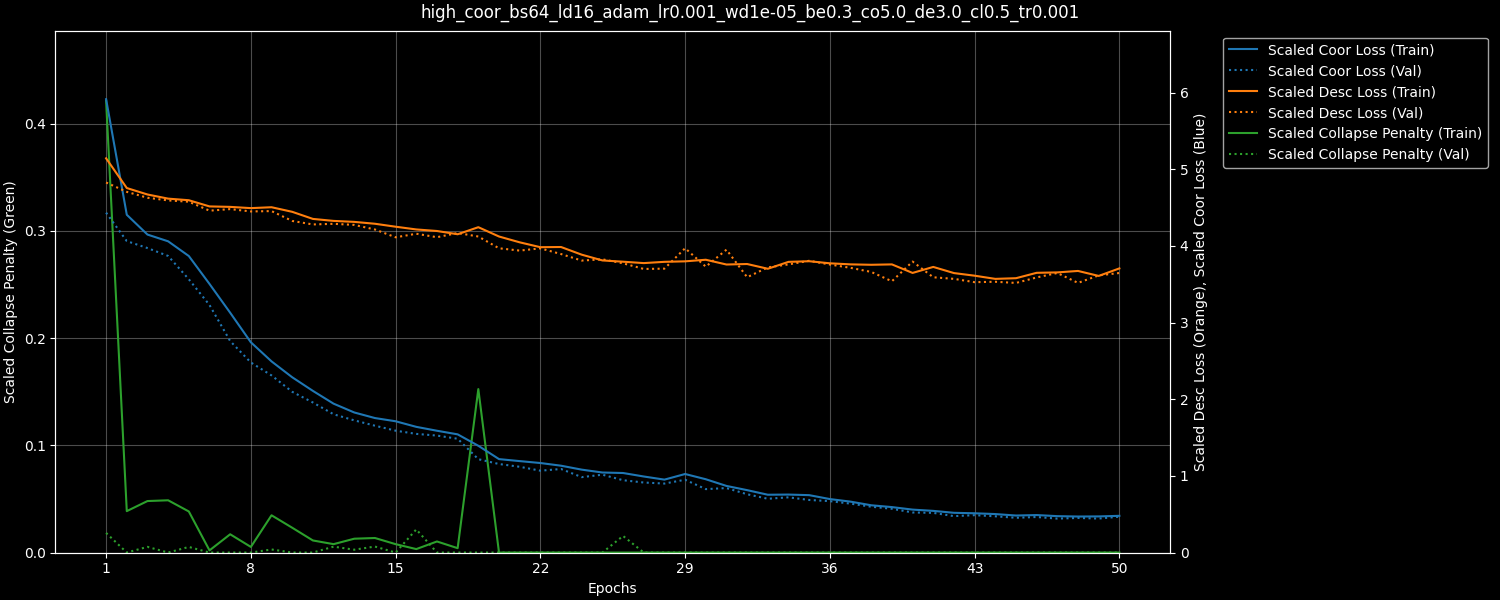 high_coor_bs64_ld16_adam_lr0.001_wd1e-05_be0.3_co5.0_de3.0_cl0.5_tr0.001
Scaled Collapse Penalty (Green)
0.4
0.3
0.2
0.1
0.0
1
8
15
22
29
36
43
50
Epochs
6
5
4
3
2
1
0
Scaled Desc Loss (Orange), Scaled Coor Loss (Blue)
Scaled Coor Loss (Train)
Scaled Coor Loss (Val)
Scaled Desc Loss (Train)
Scaled Desc Loss (Val)
Scaled Collapse Penalty (Train)
Scaled Collapse Penalty (Val)